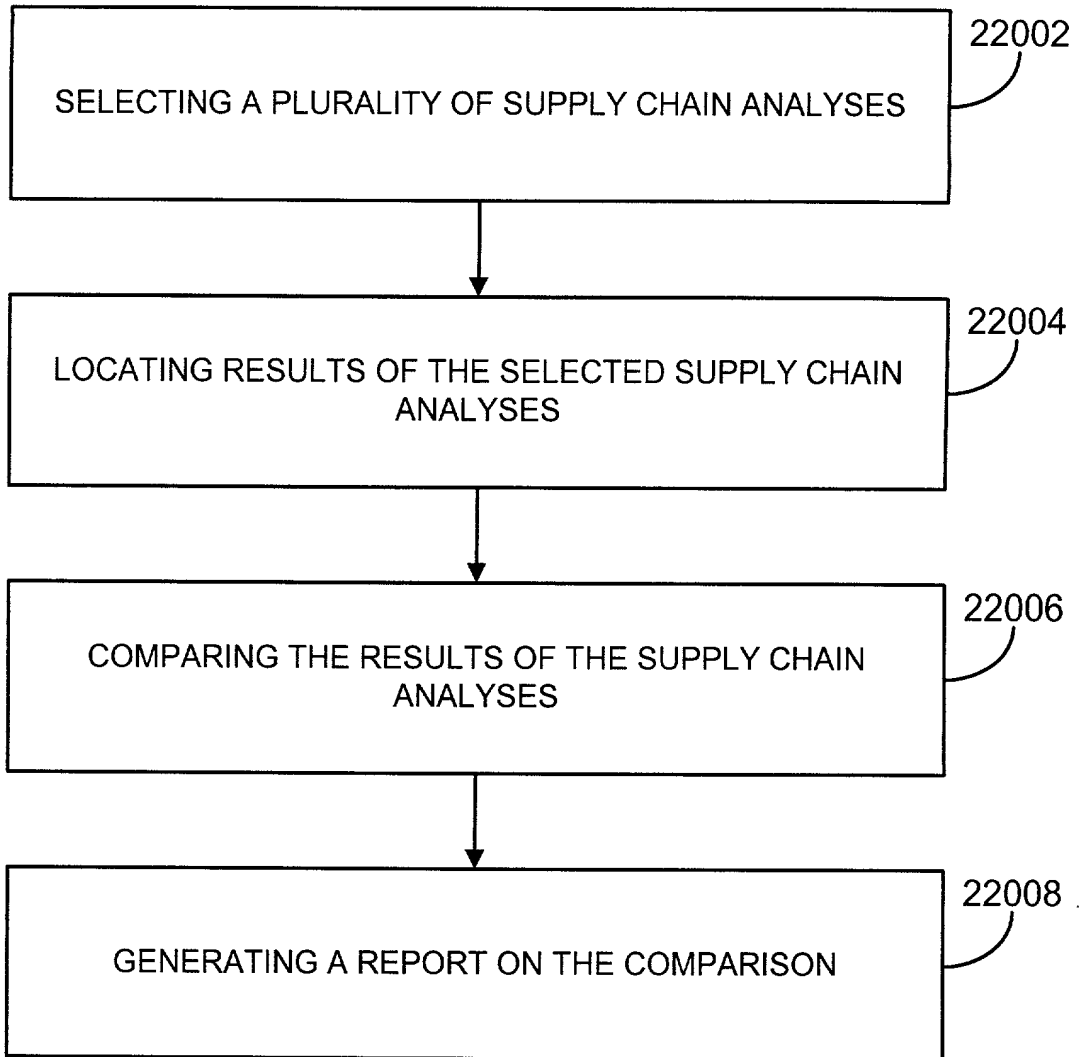 22002
SELECTING A PLURALITY OF SUPPLY CHAIN ANALYSES
22004
LOCATING RESULTS OF THE SELECTED SUPPLY CHAIN
ANALYSES
22006
COMPARING THE RESULTS OF THE SUPPLY CHAIN
ANALYSES
22008
GENERATING A REPORT ON THE COMPARISON